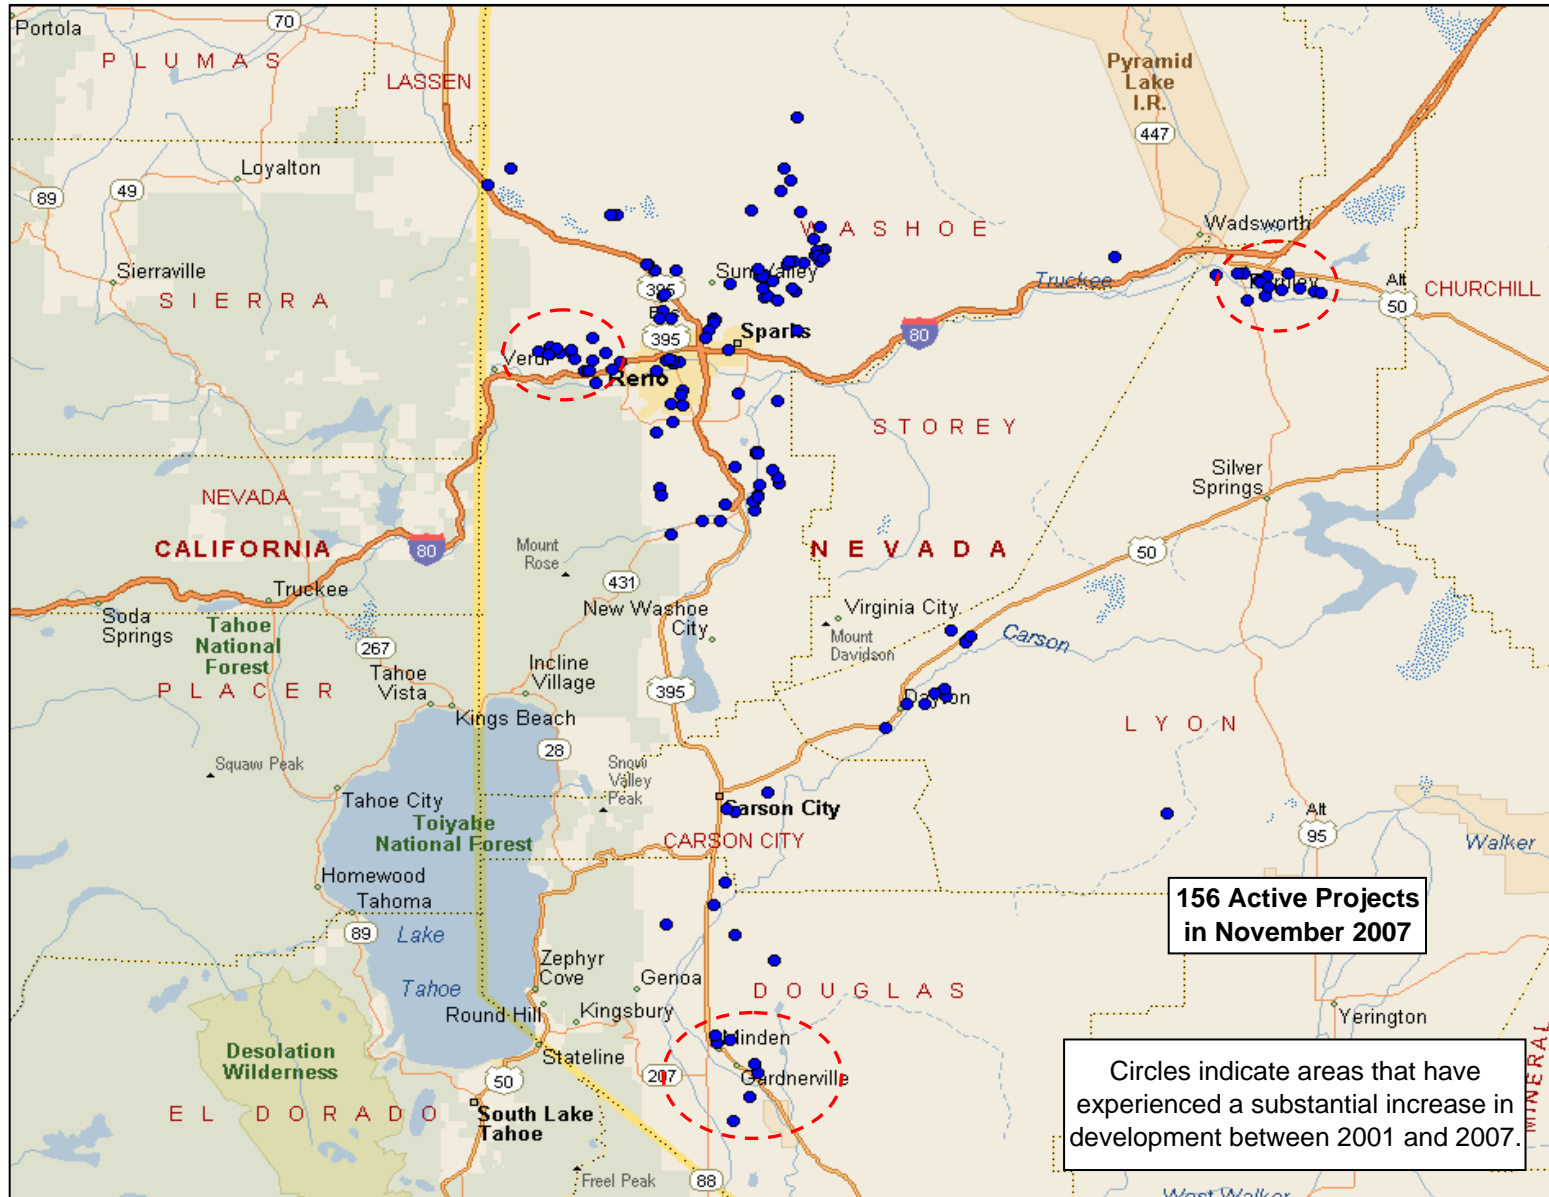 Portola
70
PLUMAS
LASSEN
Pyramid
Lake
I.R.
447
Loyalton
89
49
WASHOE
Wadsworth
Sierraville
SIERRA
Sun Valley
Truckee
Fernley
Alt
50
CHURCHILL
395
395
80
Sparks
Verdi
Reno
STOREY
NEVADA
Silver
Springs
CALIFORNIA
80
Mount
Rose
NEVADA
50
431
Truckee
Soda
Springs
Tahoe
National
Forest
New Washoe
City
Virginia City
Mount
Davidson
Carson
267
Tahoe
Vista
Incline
Village
PLACER
395
Kings Beach
Dayton
LYON
28
Squaw Peak
Snow
Valley
Peak
Tahoe City
Carson City
Alt
95
Toiyabe
National Forest
CARSON CITY
Walker
Homewood
Tahoma
156 Active Projects
in November 2007
89
Lake
Tahoe
Zephyr
Cove
Genoa
DOUGLAS
Round Hill
Kingsbury
Yerington
Minden
Desolation
Wilderness
Stateline
207
Gardnerville
50
EL DORADO
South Lake
Tahoe
Circles indicate areas that have
experienced a substantial increase in
development between 2001 and 2007.
MINERAL
Freel Peak
88
West Walker